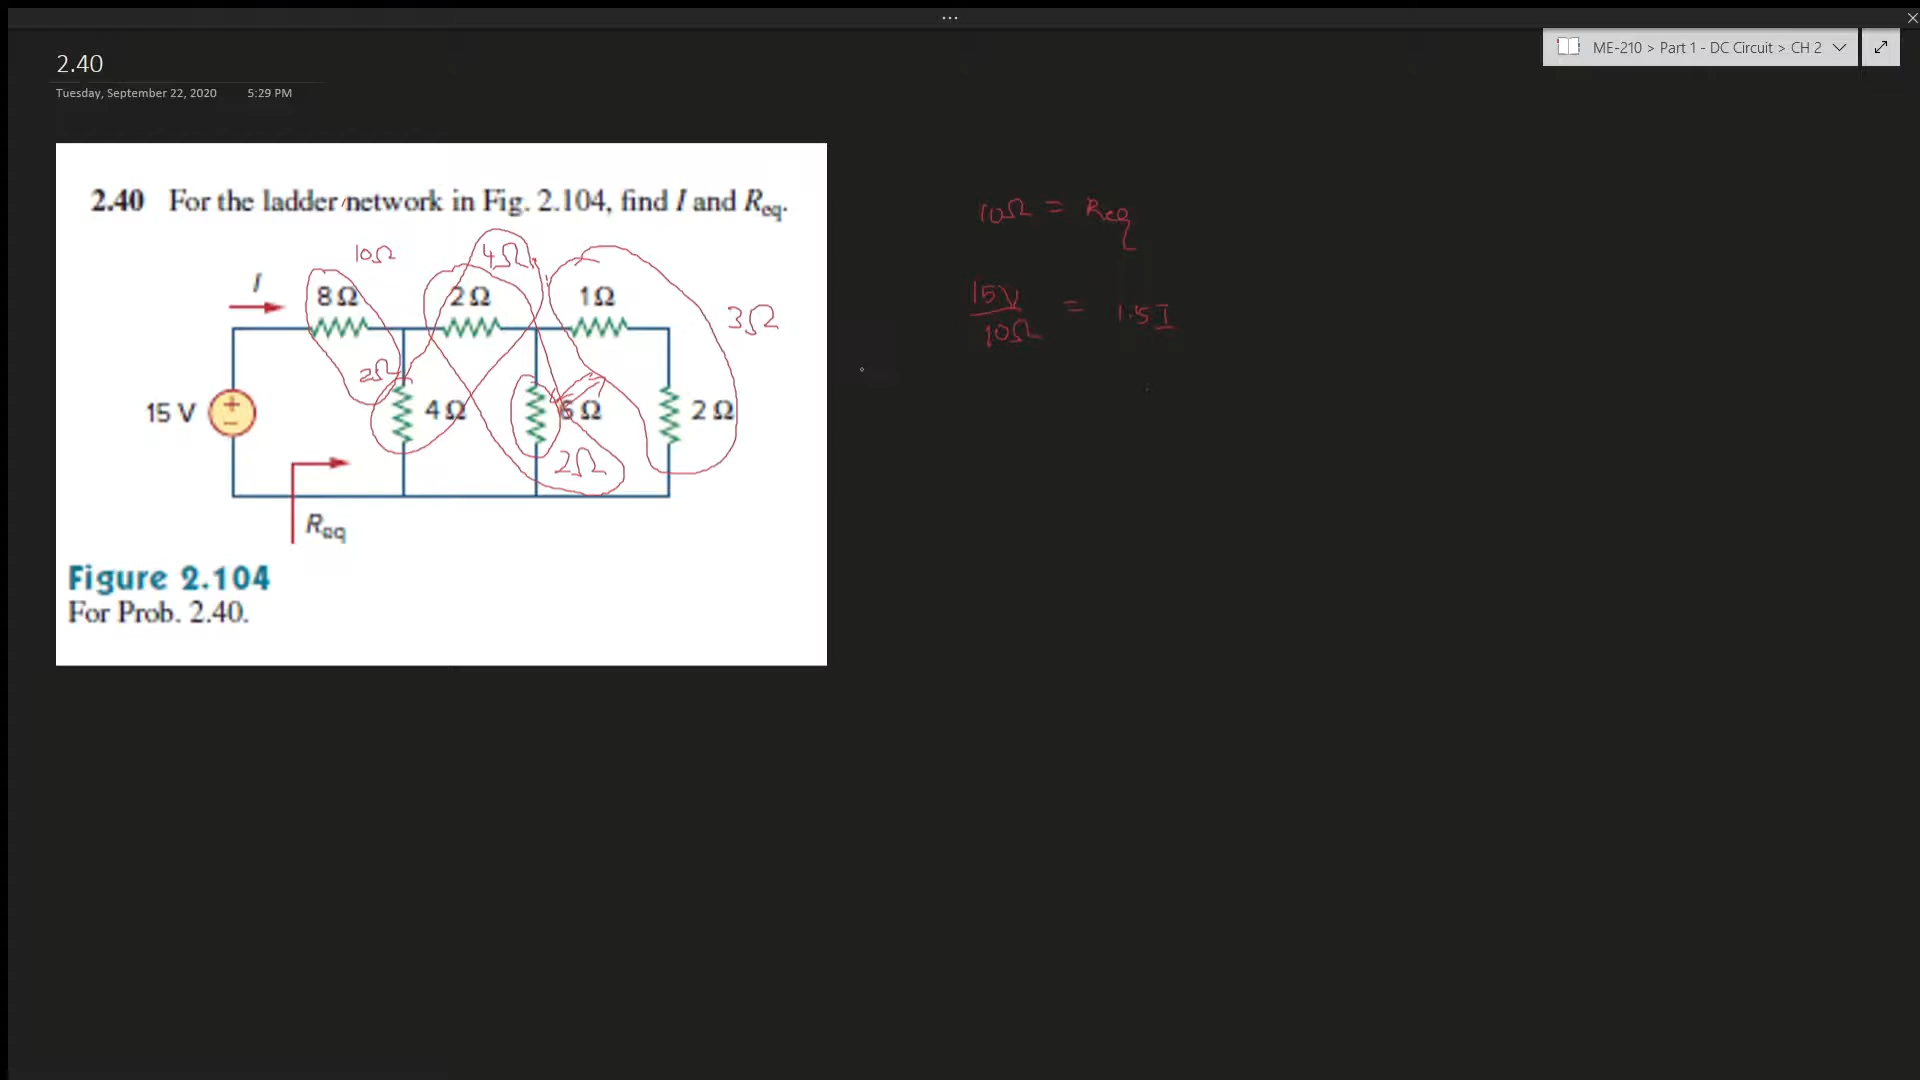 ...
ME-210 > Part 1 - DC Circuit > CH 2
2.40
Tuesday, September 22, 2020 5:29 PM
2.40 For the ladder network in Fig. 2.104, find I and Req.
10Ω = Req
10Ω
4Ω
I
8Ω
2Ω
1Ω
3Ω
15V
10Ω
= 1.5I
2Ω
15 V
+
−
4Ω
6Ω
2Ω
2Ω
Req
Figure 2.104
For Prob. 2.40.